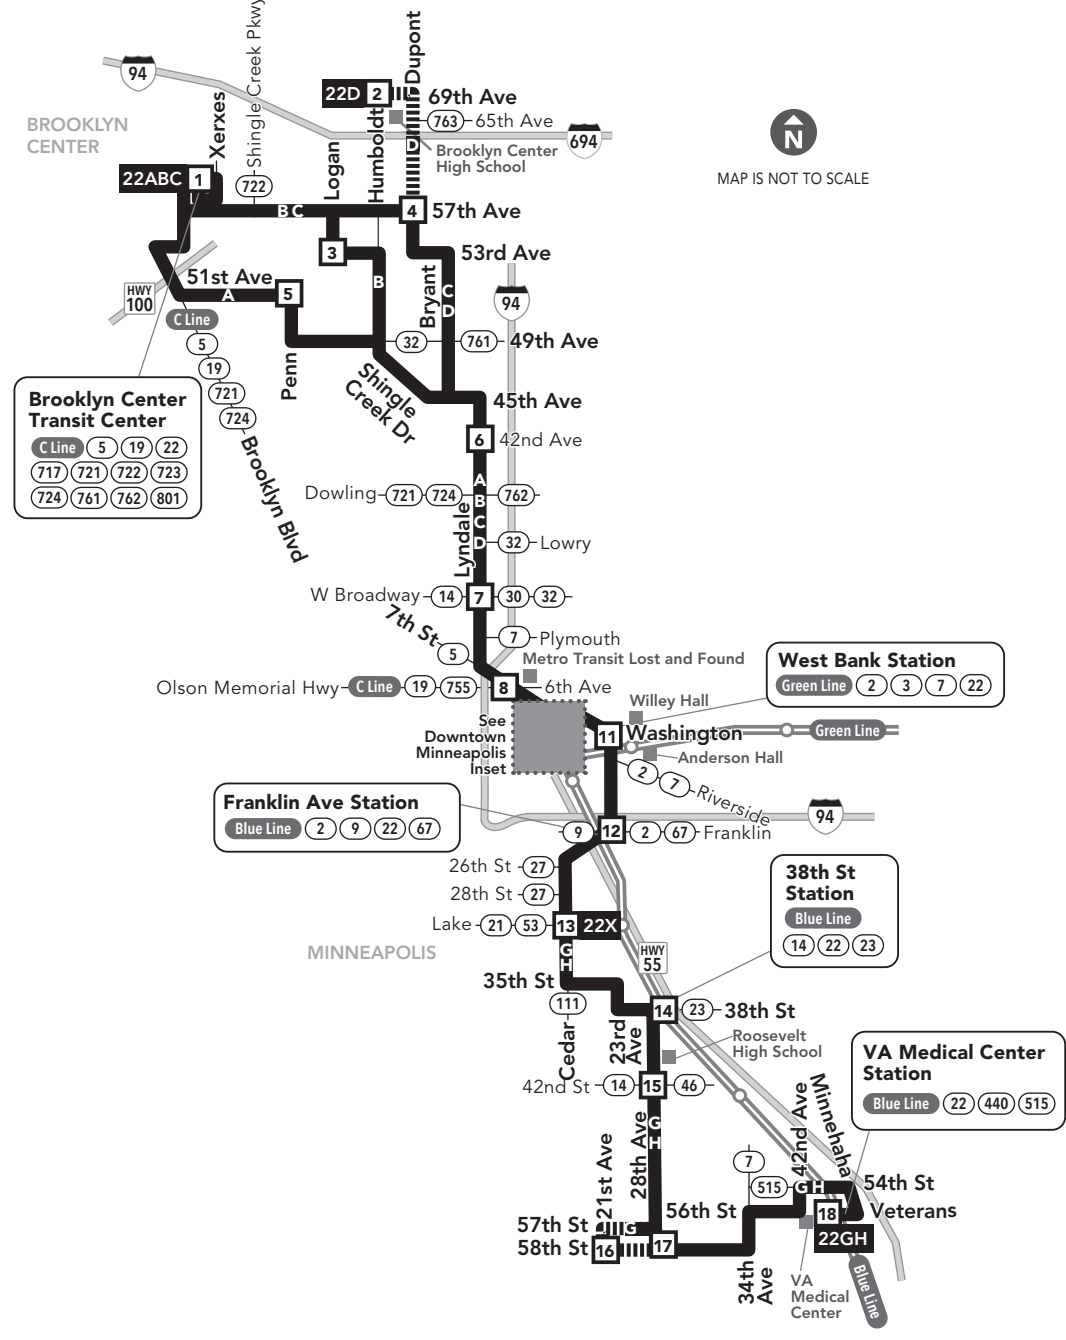 Shingle Creek Pkwy
Dupont
94
22D
2
69th Ave
763
65th Ave
694
BROOKLYN
CENTER
Xerxes
Logan
Humboldt
D
Brooklyn Center
High School
N
MAP IS NOT TO SCALE
22ABC
1
722
B C
4
57th Ave
3
53rd Ave
51st Ave
A
5
B
Bryant
C
D
94
HWY
100
C Line
5
19
721
724
Brooklyn Blvd
Penn
32
761
49th Ave
Shingle
Creek Dr
45th Ave
Brooklyn Center
Transit Center
C Line 5 19 22
717 721 722 723
724 761 762 801
6
42nd Ave
Dowling
721
724
A
B
C
D
762
Lyndale
32
Lowry
W Broadway
14
7
30
32
7th St
5
7
Plymouth
Metro Transit Lost and Found
Olson Memorial Hwy
C Line
19
755
8
6th Ave
West Bank Station
Green Line 2 3 7 22
See
Downtown
Minneapolis
Inset
Willey Hall
11
Washington
Green Line
Anderson Hall
2
7
Riverside
Franklin Ave Station
Blue Line 2 9 22 67
94
9
12
2
67
Franklin
26th St
27
28th St
27
Lake
21
53
13
22X
MINNEAPOLIS
G
H
HWY
55
38th St
Station
Blue Line
14 22 23
35th St
111
Cedar
23rd
Ave
14
23
38th St
Roosevelt
High School
42nd St
14
15
46
VA Medical Center
Station
Blue Line 22 440 515
28th Ave
G
H
21st Ave
42nd Ave
Minnehaha
7
515
G H
54th St
56th St
18
Veterans
22GH
57th St
G
58th St
16
17
34th
Ave
VA
Medical
Center
Blue Line